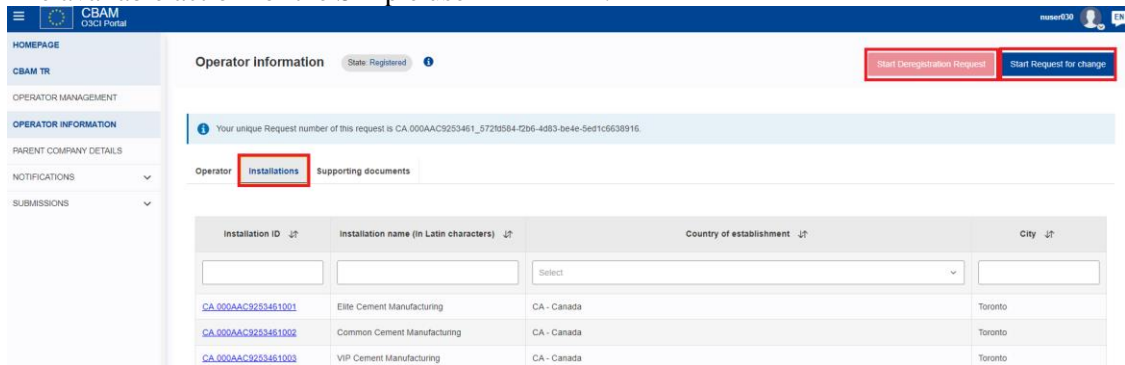 CBAM
O3CI Portal
nuser030
EN
HOMEPAGE
CBAM TR
OPERATOR MANAGEMENT
OPERATOR INFORMATION
PARENT COMPANY DETAILS
NOTIFICATIONS
SUBMISSIONS
Operator information State: Registered
Start Deregistration Request Start Request for change
Your unique Request number of this request is CA.000AAC9253461_572fd584-f2b6-4d83-be4e-5ed1c6638916.
Operator Installations Supporting documents
Installation ID Installation name (in Latin characters) Country of establishment City
Select
CA.000AAC9253461001 Elite Cement Manufacturing CA - Canada Toronto
CA.000AAC9253461002 Common Cement Manufacturing CA - Canada Toronto
CA.000AAC9253461003 VIP Cement Manufacturing CA - Canada Toronto